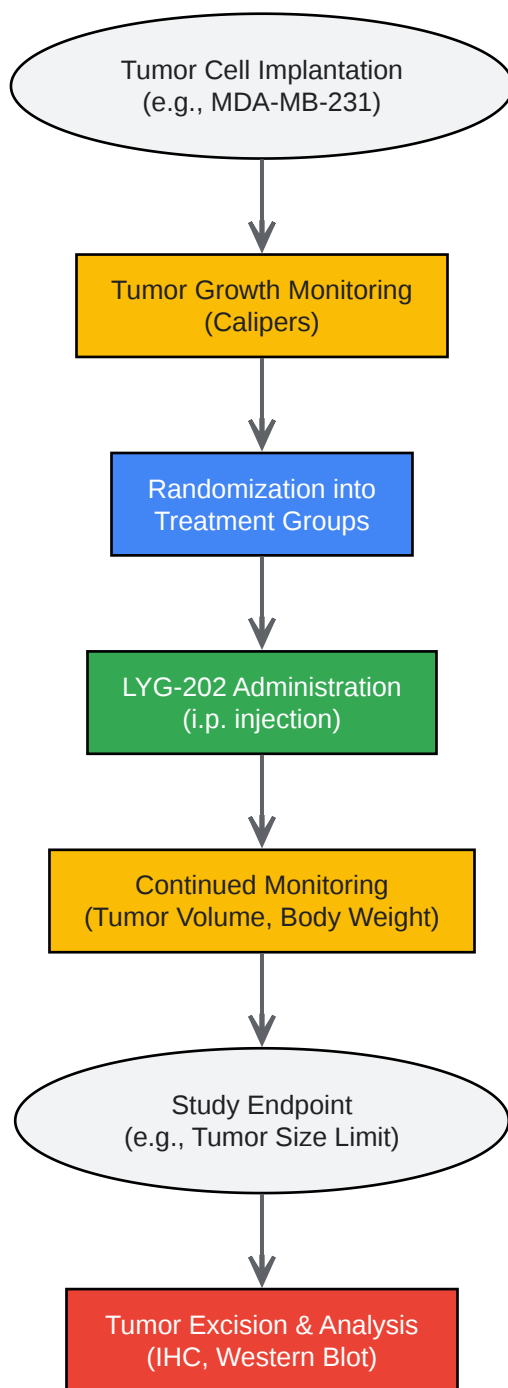 Tumor Cell Implantation
(e.g., MDA-MB-231)
Tumor Growth Monitoring
(Calipers)
Randomization into
Treatment Groups
LYG-202 Administration
(i.p. injection)
Continued Monitoring
(Tumor Volume, Body Weight)
Study Endpoint
(e.g., Tumor Size Limit)
Tumor Excision & Analysis
(IHC, Western Blot)